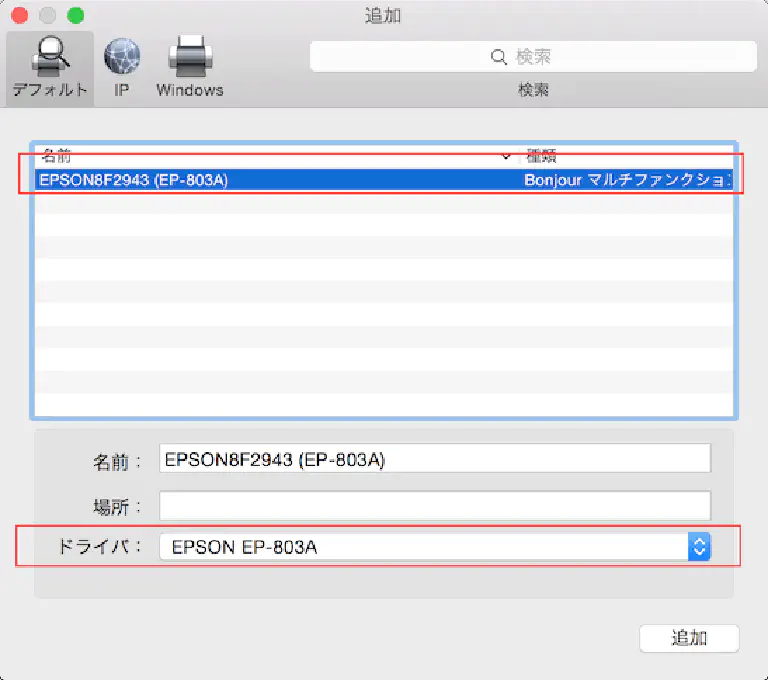 追加
デフォルト
IP
Windows
検索
検索
名前
種類
EPSON8F2943 (EP-803A)
Bonjour マルチファンクション
名前：
EPSON8F2943 (EP-803A)
場所：
ドライバ：
EPSON EP-803A
追加